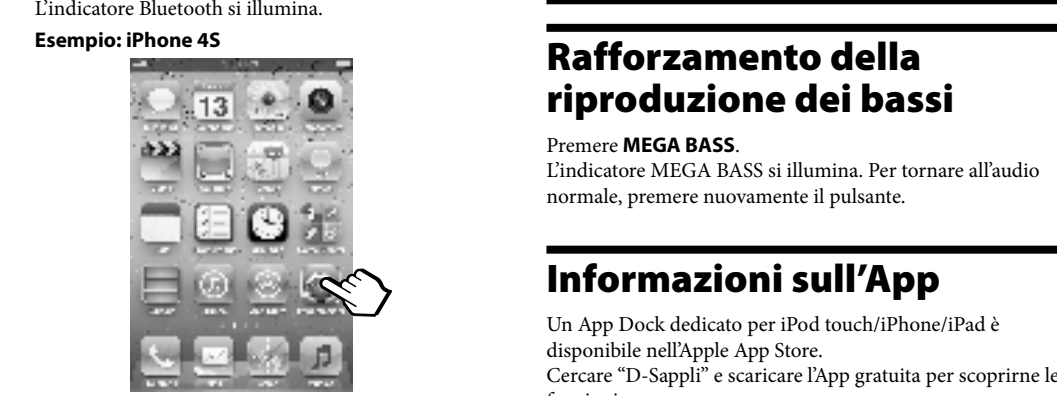 L'indicatore Bluetooth si illumina.
Esempio: iPhone 4S
13
Rafforzamento della
riproduzione dei bassi
Premere MEGA BASS.
L'indicatore MEGA BASS si illumina. Per tornare all'audio
normale, premere nuovamente il pulsante.
Informazioni sull'App
Un App Dock dedicato per iPod touch/iPhone/iPad è
disponibile nell'Apple App Store.
Cercare “D-Sappli” e scaricare l'App gratuita per scoprirne le